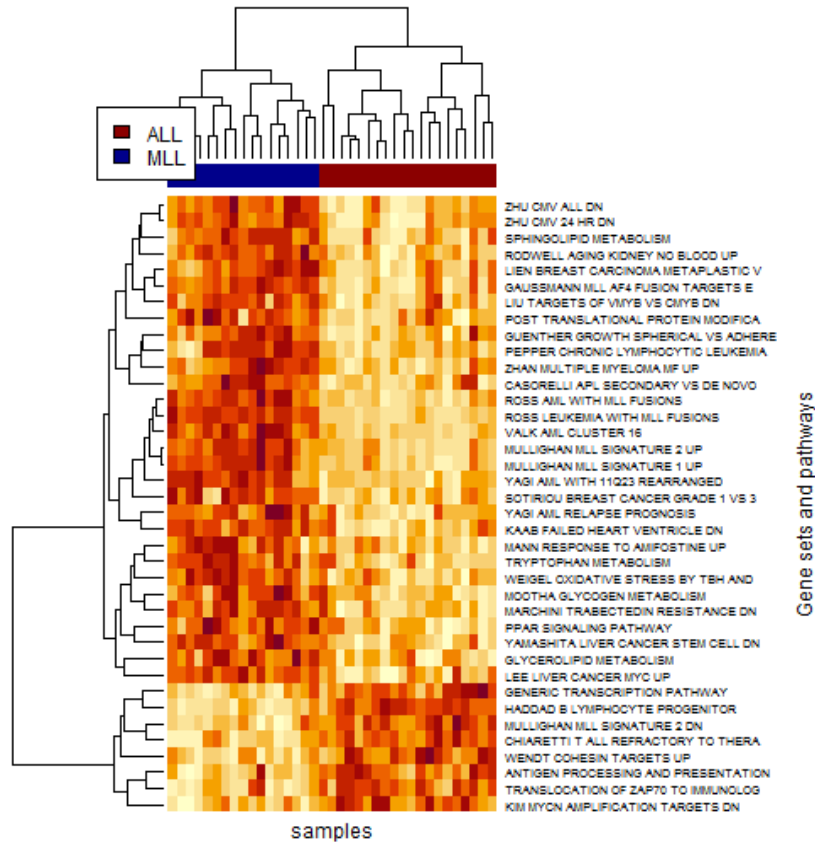 ALL
MLL
ZHU CMV ALL DN
ZHU CMV 24 HR DN
SPHINGOLIPID METABOLISM
RODWELL AGING KIDNEY NO BLOOD UP
LIEN BREAST CARCINOMA METAPLASTIC V
GAUSSMANN MLL AF4 FUSION TARGETS E
LIU TARGETS OF VMYB VS CMYB DN
POST TRANSLATIONAL PROTEIN MODIFICA
GUENTHER GROWTH SPHERICAL VS ADHERE
PEPPER CHRONIC LYMPHOCYTIC LEUKEMIA
ZHAN MULTIPLE MYELOMA MF UP
CASORELLI APL SECONDARY VS DE NOVO
ROSS AML WITH MLL FUSIONS
ROSS LEUKEMIA WITH MLL FUSIONS
VALK AML CLUSTER 16
MULLIGHAN MLL SIGNATURE 2 UP
MULLIGHAN MLL SIGNATURE 1 UP
YAGI AML WITH 11Q23 REARRANGED
SOTIRIOU BREAST CANCER GRADE 1 VS 3
YAGI AML RELAPSE PROGNOSIS
KAAB FAILED HEART VENTRICLE DN
MANN RESPONSE TO AMIFOSTINE UP
TRYPTOPHAN METABOLISM
WEIGEL OXIDATIVE STRESS BY TBH AND
MOOTHA GLYCOGEN METABOLISM
MARCHINI TRABECTEDIN RESISTANCE DN
PPAR SIGNALING PATHWAY
YAMASHITA LIVER CANCER STEM CELL DN
GLYCEROLIPID METABOLISM
LEE LIVER CANCER MYC UP
GENERIC TRANSCRIPTION PATHWAY
HADDAD B LYMPHOCYTE PROGENITOR
MULLIGHAN MLL SIGNATURE 2 DN
CHIARETTI T ALL REFRACTORY TO THERA
WENDT COHESIN TARGETS UP
ANTIGEN PROCESSING AND PRESENTATION
TRANSLOCATION OF ZAP70 TO IMMUNOLOG
KIM MYCN AMPLIFICATION TARGETS DN
Gene sets and pathways
samples